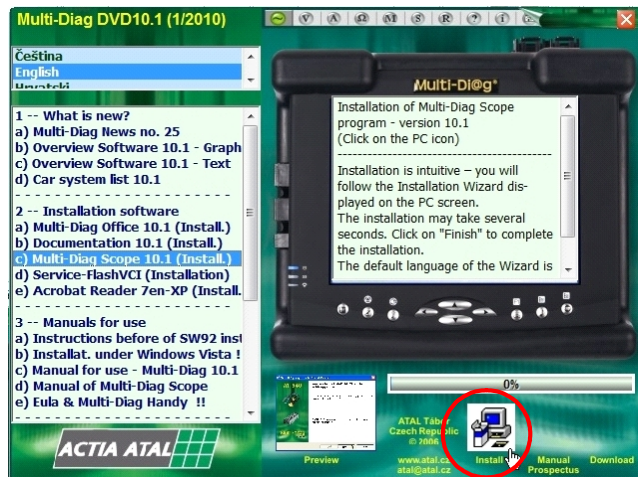 Multi-Diag DVD10.1 (1/2010)
Čeština
English
Hrvatski
1 -- What is new?
a) Multi-Diag News no. 25
b) Overview Software 10.1 - Graph
c) Overview Software 10.1 - Text
d) Car system list 10.1
2 -- Installation software
a) Multi-Diag Office 10.1 (Install.)
b) Documentation 10.1 (Install.)
c) Multi-Diag Scope 10.1 (Install.)
d) Service-FlashVCI (Installation)
e) Acrobat Reader 7en-XP (Install.
3 -- Manuals for use
a) Instructions before of SW92 inst
b) Installat. under Windows Vista !
c) Manual for use - Multi-Diag 10.1
d) Manual of Multi-Diag Scope
e) Eula & Multi-Diag Handy !!
ACTIA ATAL
V A Ω M S R ? i
Multi-Di@g®
Installation of Multi-Diag Scope
program - version 10.1
(Click on the PC icon)
Installation is intuitive – you will
follow the Installation Wizard dis-
played on the PC screen.
The installation may take several
seconds. Click on "Finish" to complete
the installation.
The default language of the Wizard is
0%
ATAL Tábor
Czech Republic
© 2006
www.atal.cz
atal@atal.cz
Preview
Install
Manual
Prospectus
Download